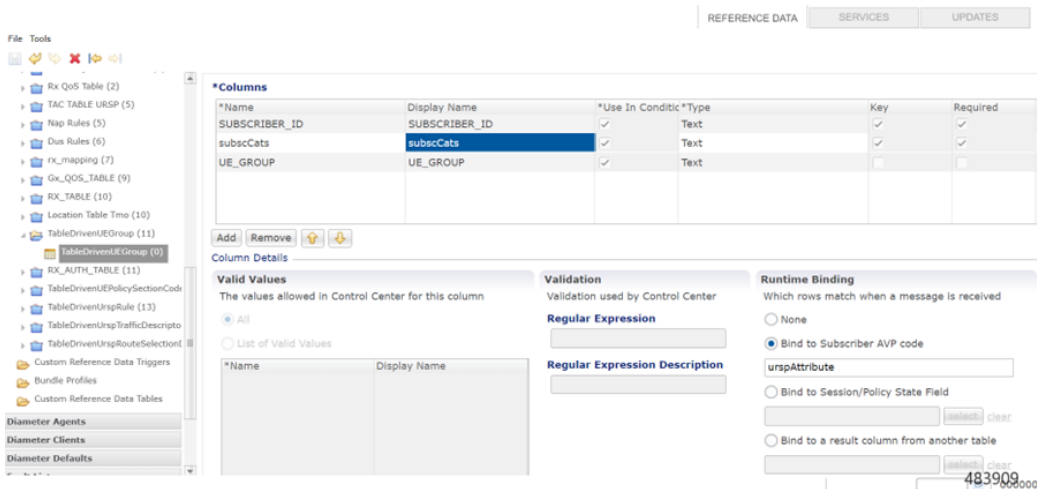 REFERENCE DATA SERVICES UPDATES
File Tools
Rx QoS Table (2)
TAC TABLE URSP (5)
Nap Rules (5)
Dus Rules (6)
rx_mapping (7)
Gx_QOS_TABLE (9)
RX_TABLE (10)
Location Table Tmo (10)
TableDrivenUEGroup (11)
TableDrivenUEGroup (0)
RX_AUTH_TABLE (11)
TableDrivenUEPolicySectionCode
TableDrivenUrspRule (13)
TableDrivenUrspTrafficDescripto
TableDrivenUrspRouteSelectionD
Custom Reference Data Triggers
Bundle Profiles
Custom Reference Data Tables
Diameter Agents
Diameter Clients
Diameter Defaults
*Columns
*Name Display Name *Use In Conditic *Type Key Required
SUBSCRIBER_ID SUBSCRIBER_ID Text
subscCats subscCats Text
UE_GROUP UE_GROUP Text
Add Remove
Column Details
Valid Values
The values allowed in Control Center for this column
All
List of Valid Values
*Name Display Name
Validation
Validation used by Control Center
Regular Expression
Regular Expression Description
Runtime Binding
Which rows match when a message is received
None
Bind to Subscriber AVP code
urspAttribute
Bind to Session/Policy State Field
select clear
Bind to a result column from another table
select clear
483909